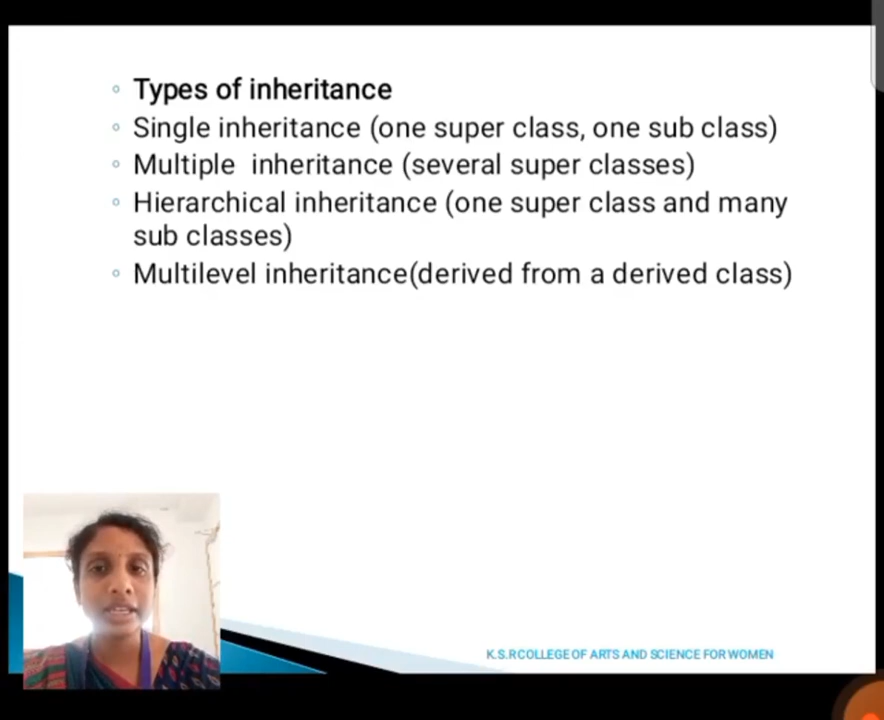 Types of inheritance
Single inheritance (one super class, one sub class)
Multiple  inheritance (several super classes)
Hierarchical inheritance (one super class and many
sub classes)
Multilevel inheritance(derived from a derived class)
K.S.R COLLEGE OF ARTS AND SCIENCE FOR WOMEN